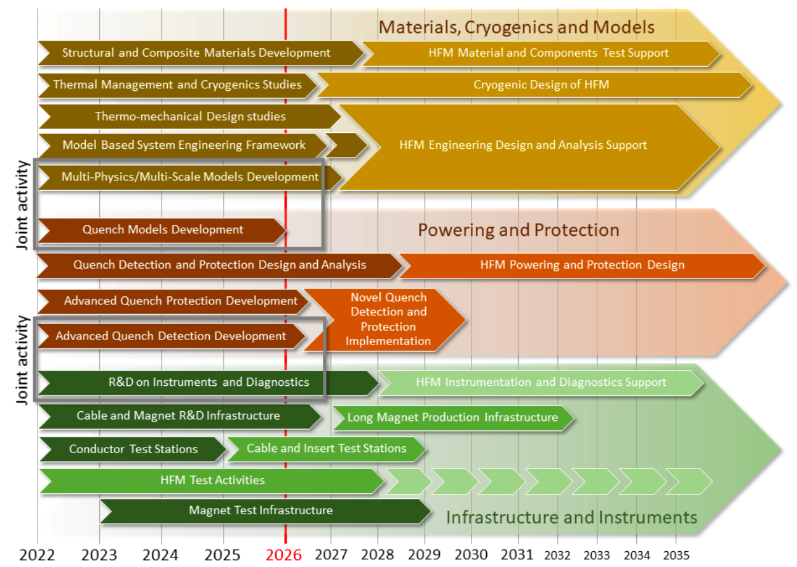 Materials, Cryogenics and Models
Structural and Composite Materials Development
HFM Material and Components Test Support
Thermal Management and Cryogenics Studies
Cryogenic Design of HFM
Thermo-mechanical Design studies
Model Based System Engineering Framework
HFM Engineering Design and Analysis Support
Multi-Physics/Multi-Scale Models Development
Joint activity
Quench Models Development
Powering and Protection
Quench Detection and Protection Design and Analysis
HFM Powering and Protection Design
Advanced Quench Protection Development
Novel Quench
Detection and
Protection
Implementation
Advanced Quench Detection Development
Joint activity
R&D on Instruments and Diagnostics
HFM Instrumentation and Diagnostics Support
Cable and Magnet R&D Infrastructure
Long Magnet Production Infrastructure
Conductor Test Stations
Cable and Insert Test Stations
HFM Test Activities
Magnet Test Infrastructure
Infrastructure and Instruments
2022 2023 2024 2025 2026 2027 2028 2029 2030 2031 2032 2033 2034 2035